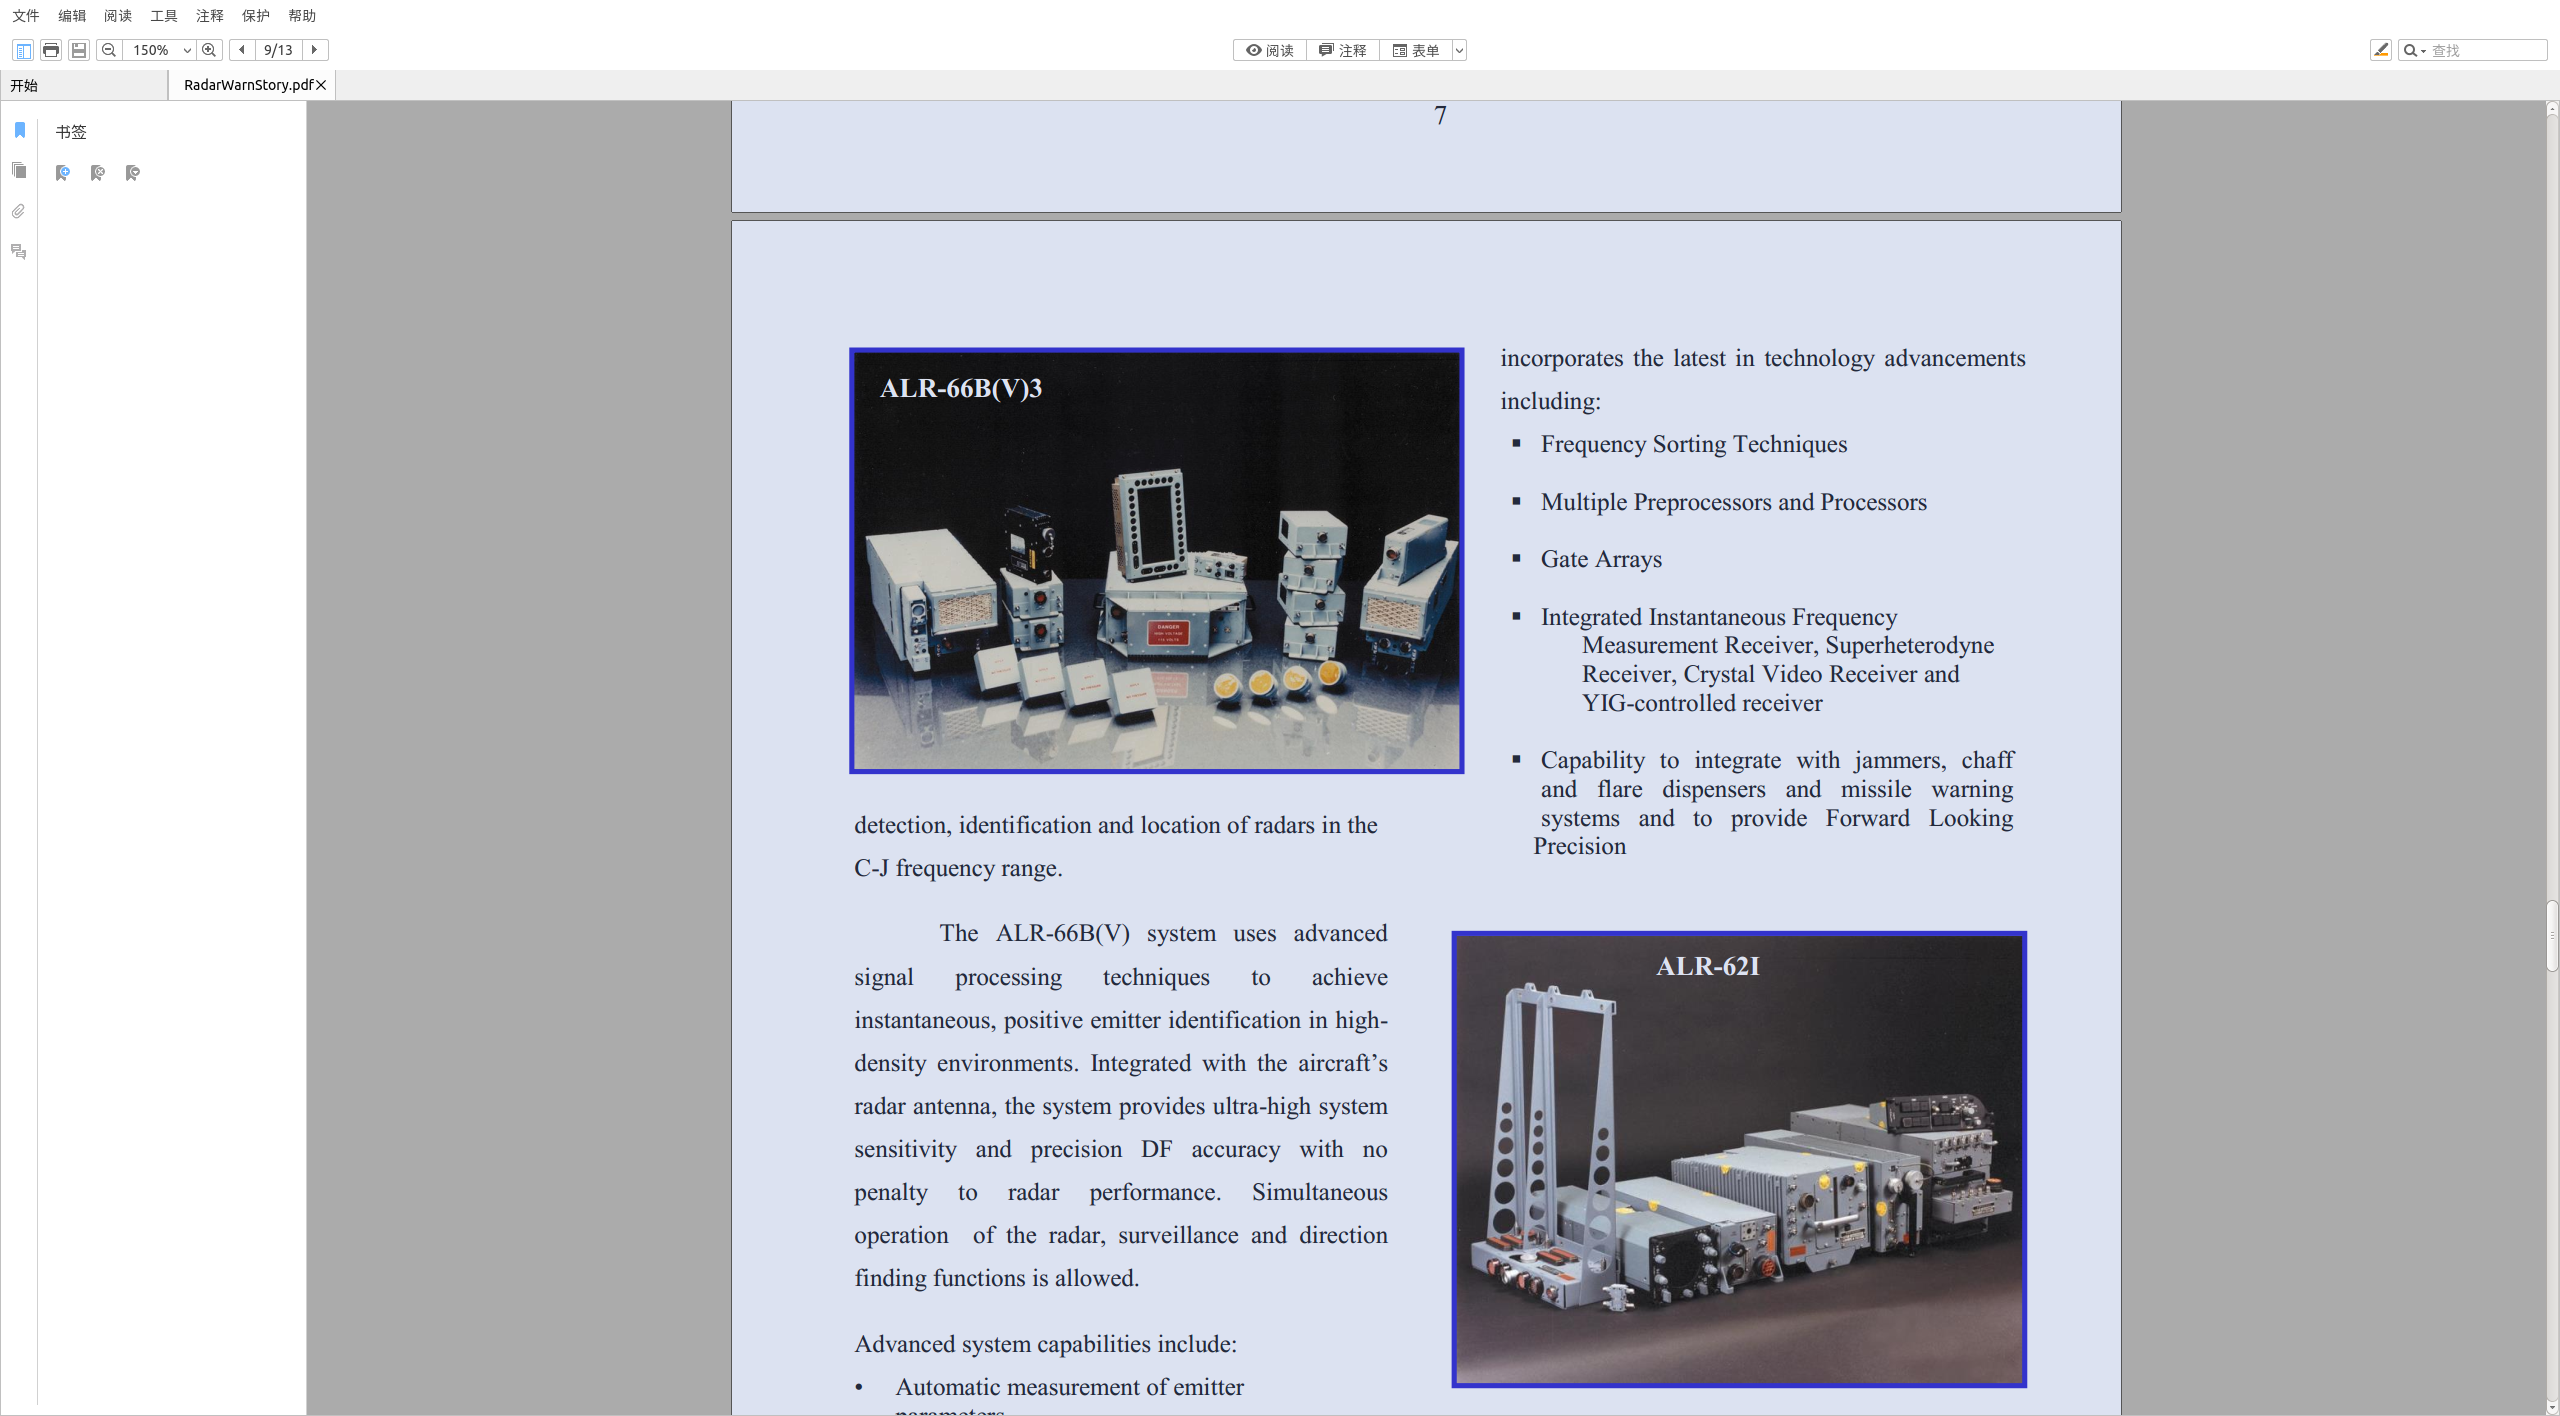 文件 编辑 阅读 工具 注释 保护 帮助
150% 9/13 阅读 注释 表单 查找
开始 RadarWarnStory.pdf
书签
7
ALR-66B(V)3
DANGER
detection, identification and location of radars in the
C-J frequency range.
The ALR-66B(V) system uses advanced
signal processing techniques to achieve
instantaneous, positive emitter identification in high-
density environments. Integrated with the aircraft’s
radar antenna, the system provides ultra-high system
sensitivity and precision DF accuracy with no
penalty to radar performance. Simultaneous
operation of the radar, surveillance and direction
finding functions is allowed.
Advanced system capabilities include:
• Automatic measurement of emitter
parameters
incorporates the latest in technology advancements
including:
▪ Frequency Sorting Techniques
▪ Multiple Preprocessors and Processors
▪ Gate Arrays
▪ Integrated Instantaneous Frequency
Measurement Receiver, Superheterodyne
Receiver, Crystal Video Receiver and
YIG-controlled receiver
▪ Capability to integrate with jammers, chaff
and flare dispensers and missile warning
systems and to provide Forward Looking
Precision
ALR-62I